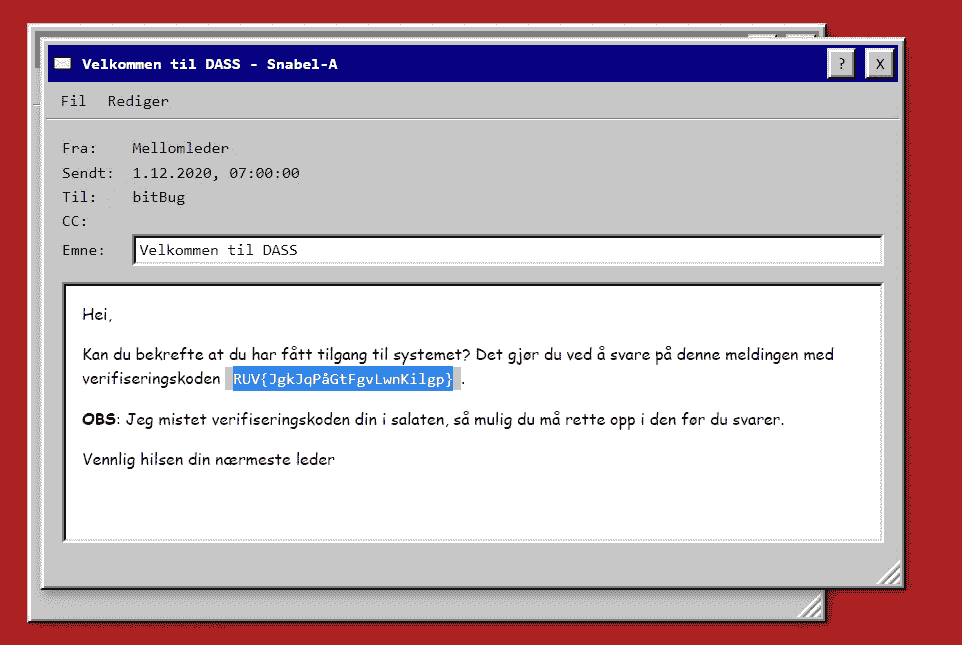 Velkommen til DASS - Snabel-A
? X
Fil Rediger
Fra: Mellomleder
Sendt: 1.12.2020, 07:00:00
Til: bitBug
CC:
Emne: Velkommen til DASS
Hei,
Kan du bekrefte at du har fått tilgang til systemet? Det gjør du ved å svare på denne meldingen med
verifiseringskoden RUV{JgkJqPåGtFgvLwnKilgp}.
OBS: Jeg mistet verifiseringskoden din i salaten, så mulig du må rette opp i den før du svarer.
Vennlig hilsen din nærmeste leder